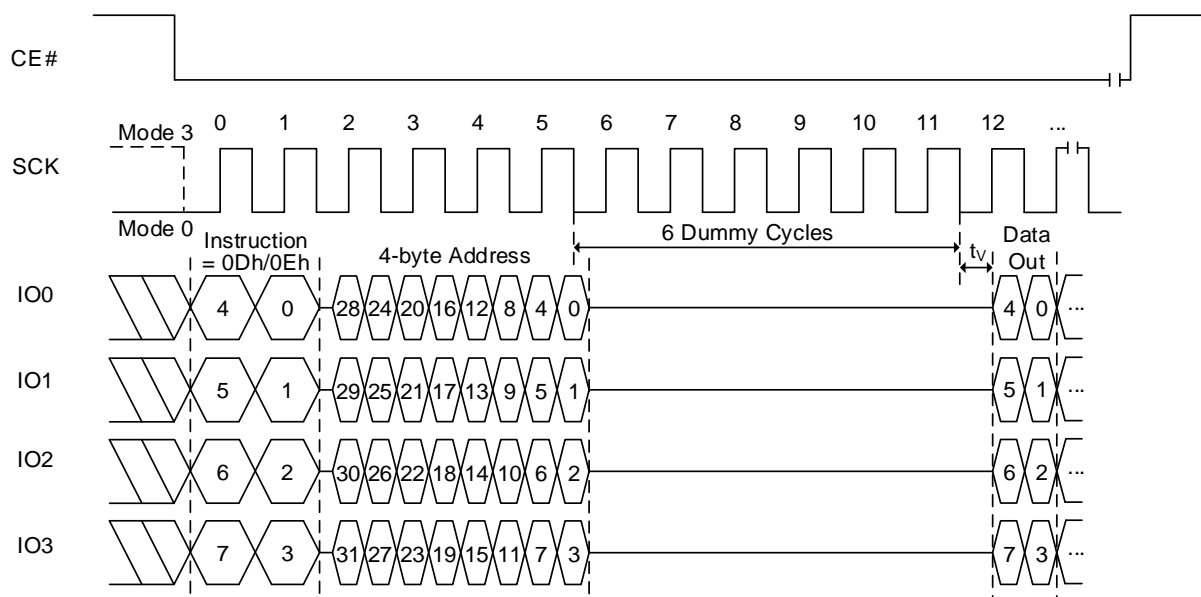 CE#
0 1 2 3 4 5 6 7 8 9 10 11 12 ...
Mode 3
SCK
Mode 0
Instruction
= 0Dh/0Eh
4-byte Address
6 Dummy Cycles
tV
Data
Out
IO0 4 0 28 24 20 16 12 8 4 0 4 0 ...
IO1 5 1 29 25 21 17 13 9 5 1 5 1 ...
IO2 6 2 30 26 22 18 14 10 6 2 6 2 ...
IO3 7 3 31 27 23 19 15 11 7 3 7 3 ...